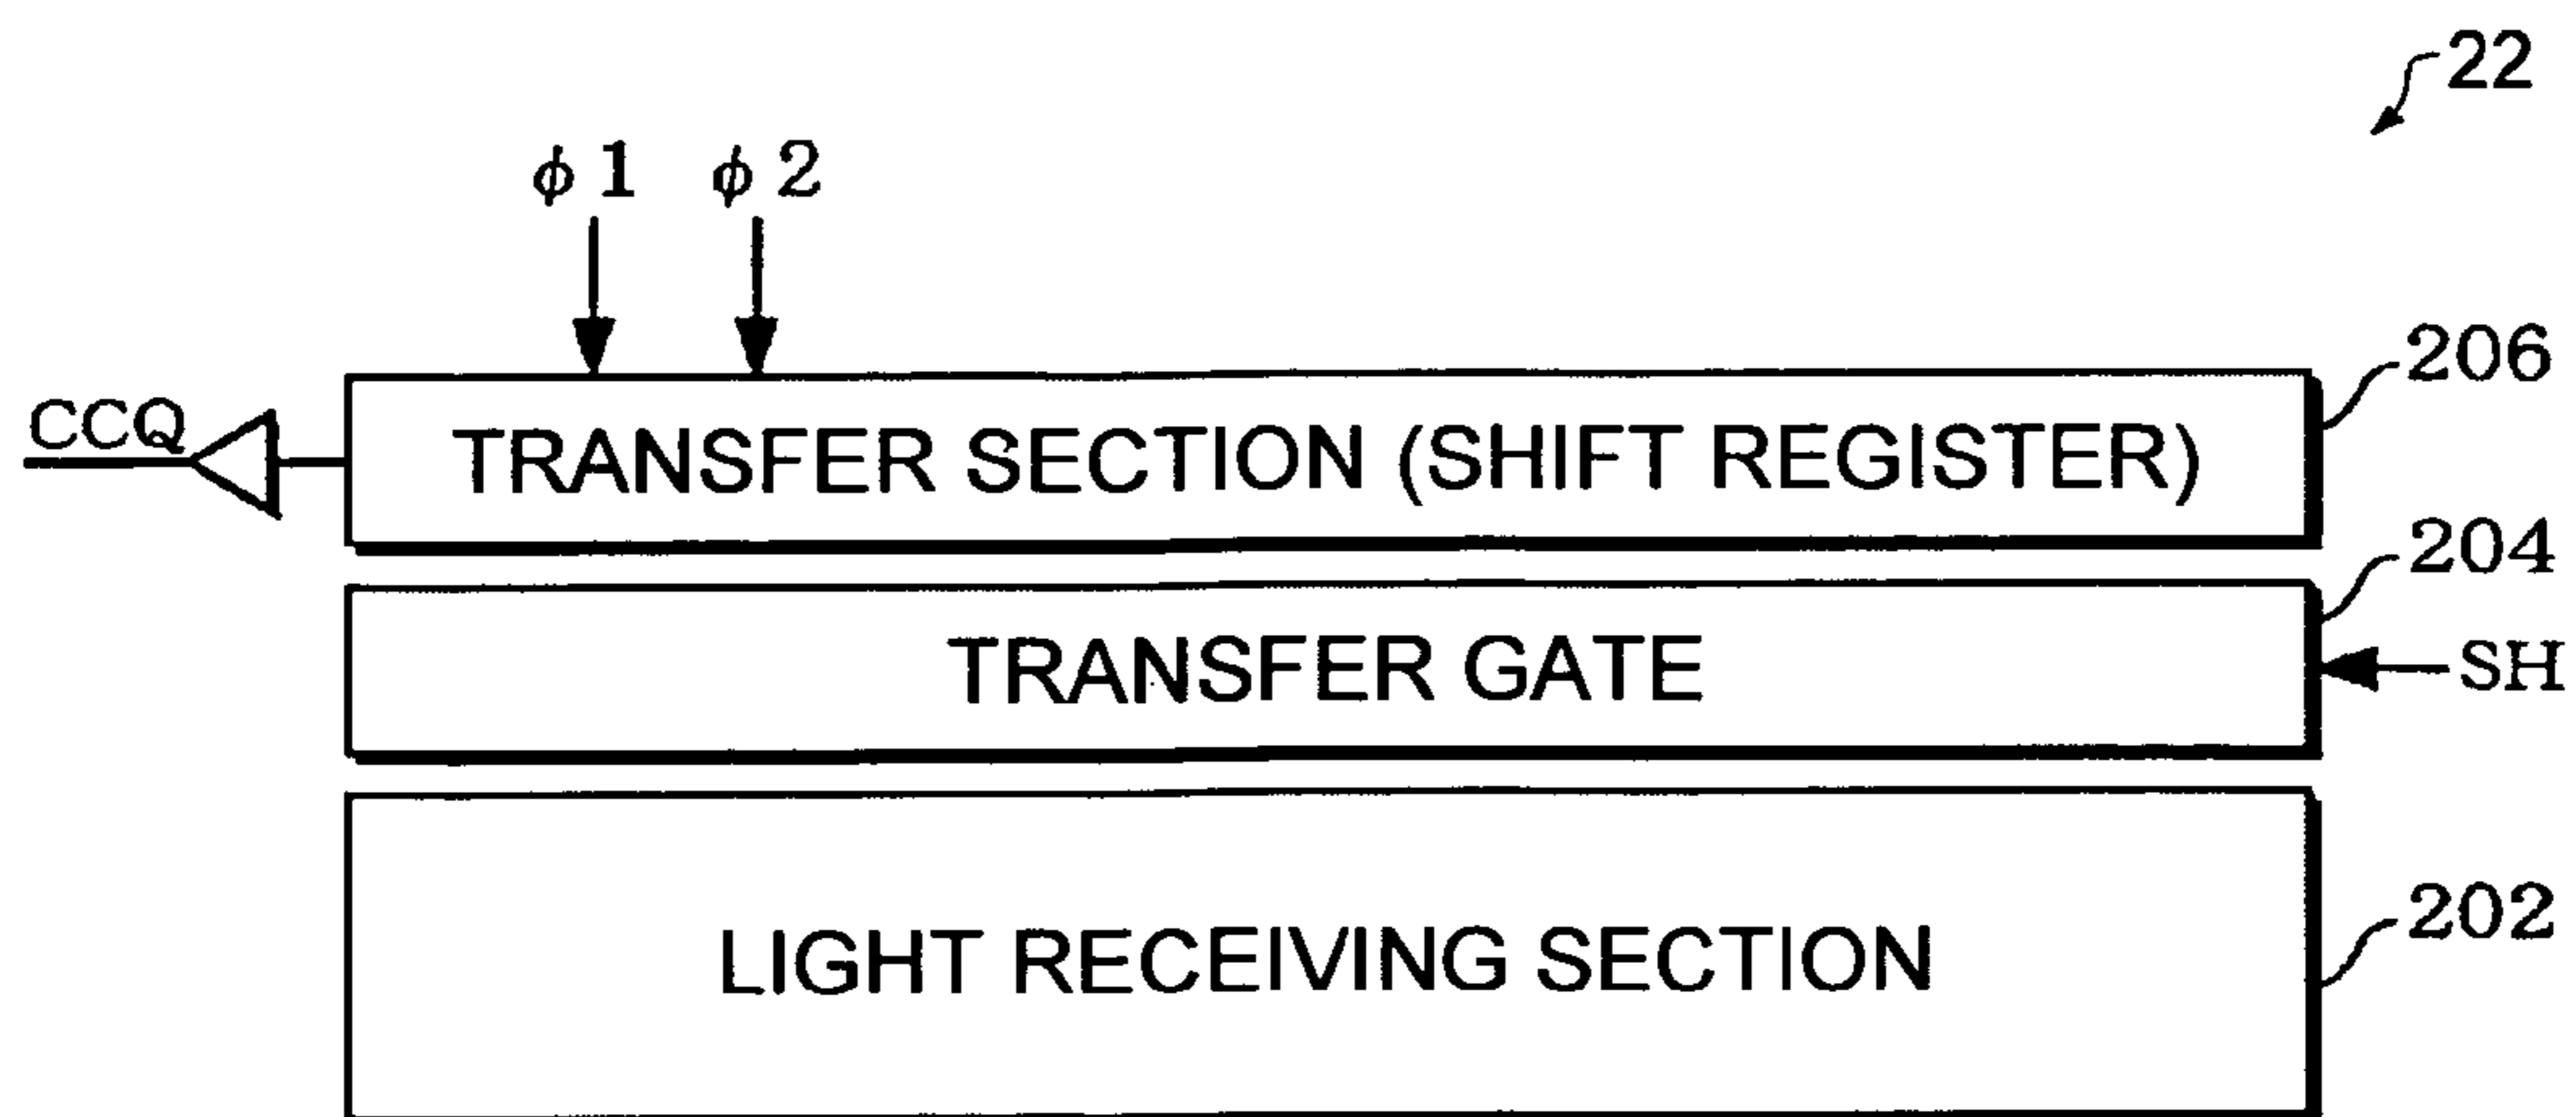 22
φ1 φ2
206
CCQ
TRANSFER SECTION (SHIFT REGISTER)
204
TRANSFER GATE
SH
202
LIGHT RECEIVING SECTION